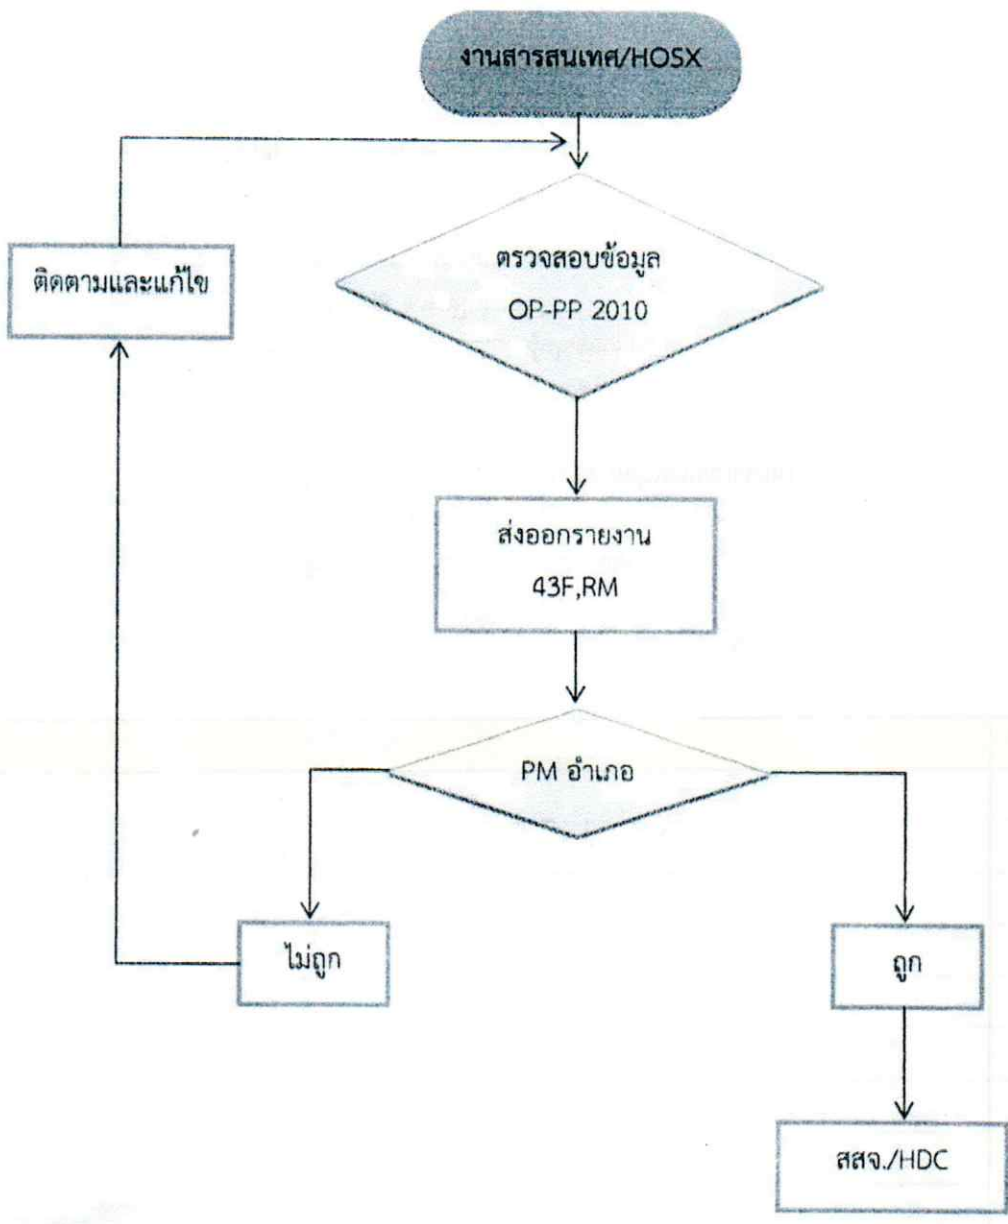 งานสารสนเทศ/HOSX
ตรวจสอบข้อมูล
OP-PP 2010
ติดตามและแก้ไข
ส่งออกรายงาน
43F,RM
PM อำเภอ
ไม่ถูก
ถูก
สสจ./HDC